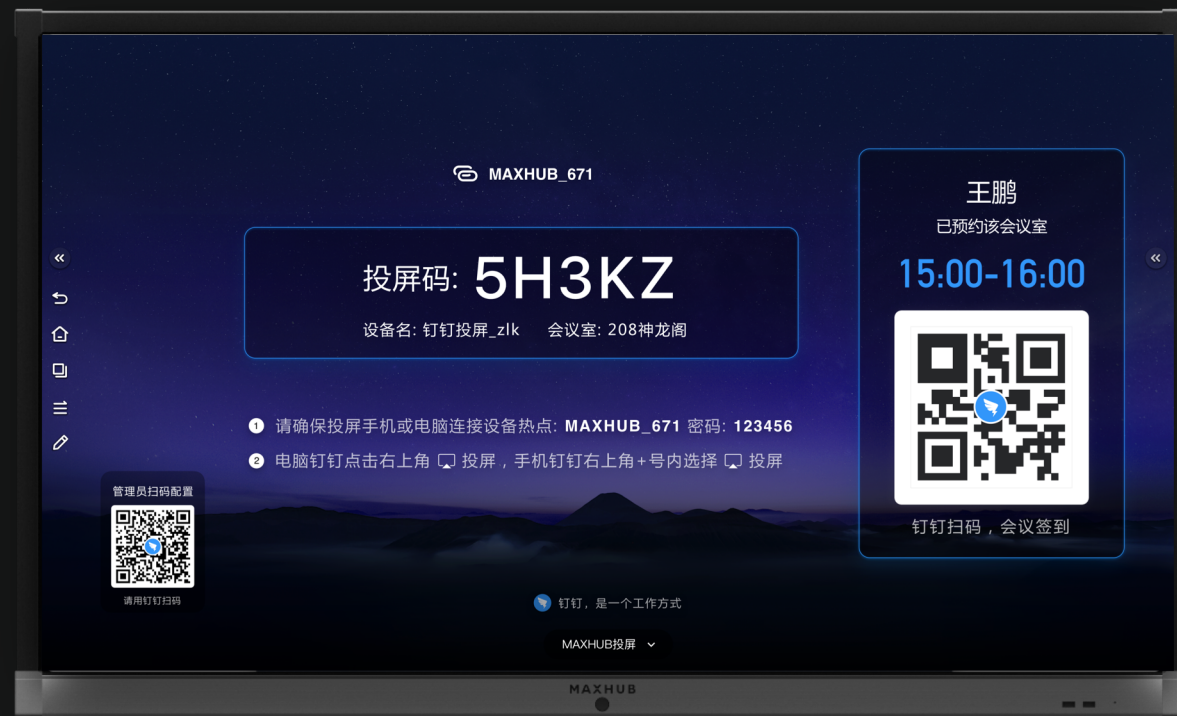 MAXHUB_671
投屏码: 5H3KZ
设备名: 钉钉投屏_zlk 会议室: 208神龙阁
1 请确保投屏手机或电脑连接设备热点: MAXHUB_671 密码: 123456
2 电脑钉钉点击右上角 投屏，手机钉钉右上角+号内选择 投屏
王鹏
已预约该会议室
15:00-16:00
钉钉扫码，会议签到
管理员扫码配置
请用钉钉扫码
钉钉，是一个工作方式
MAXHUB投屏
MAXHUB